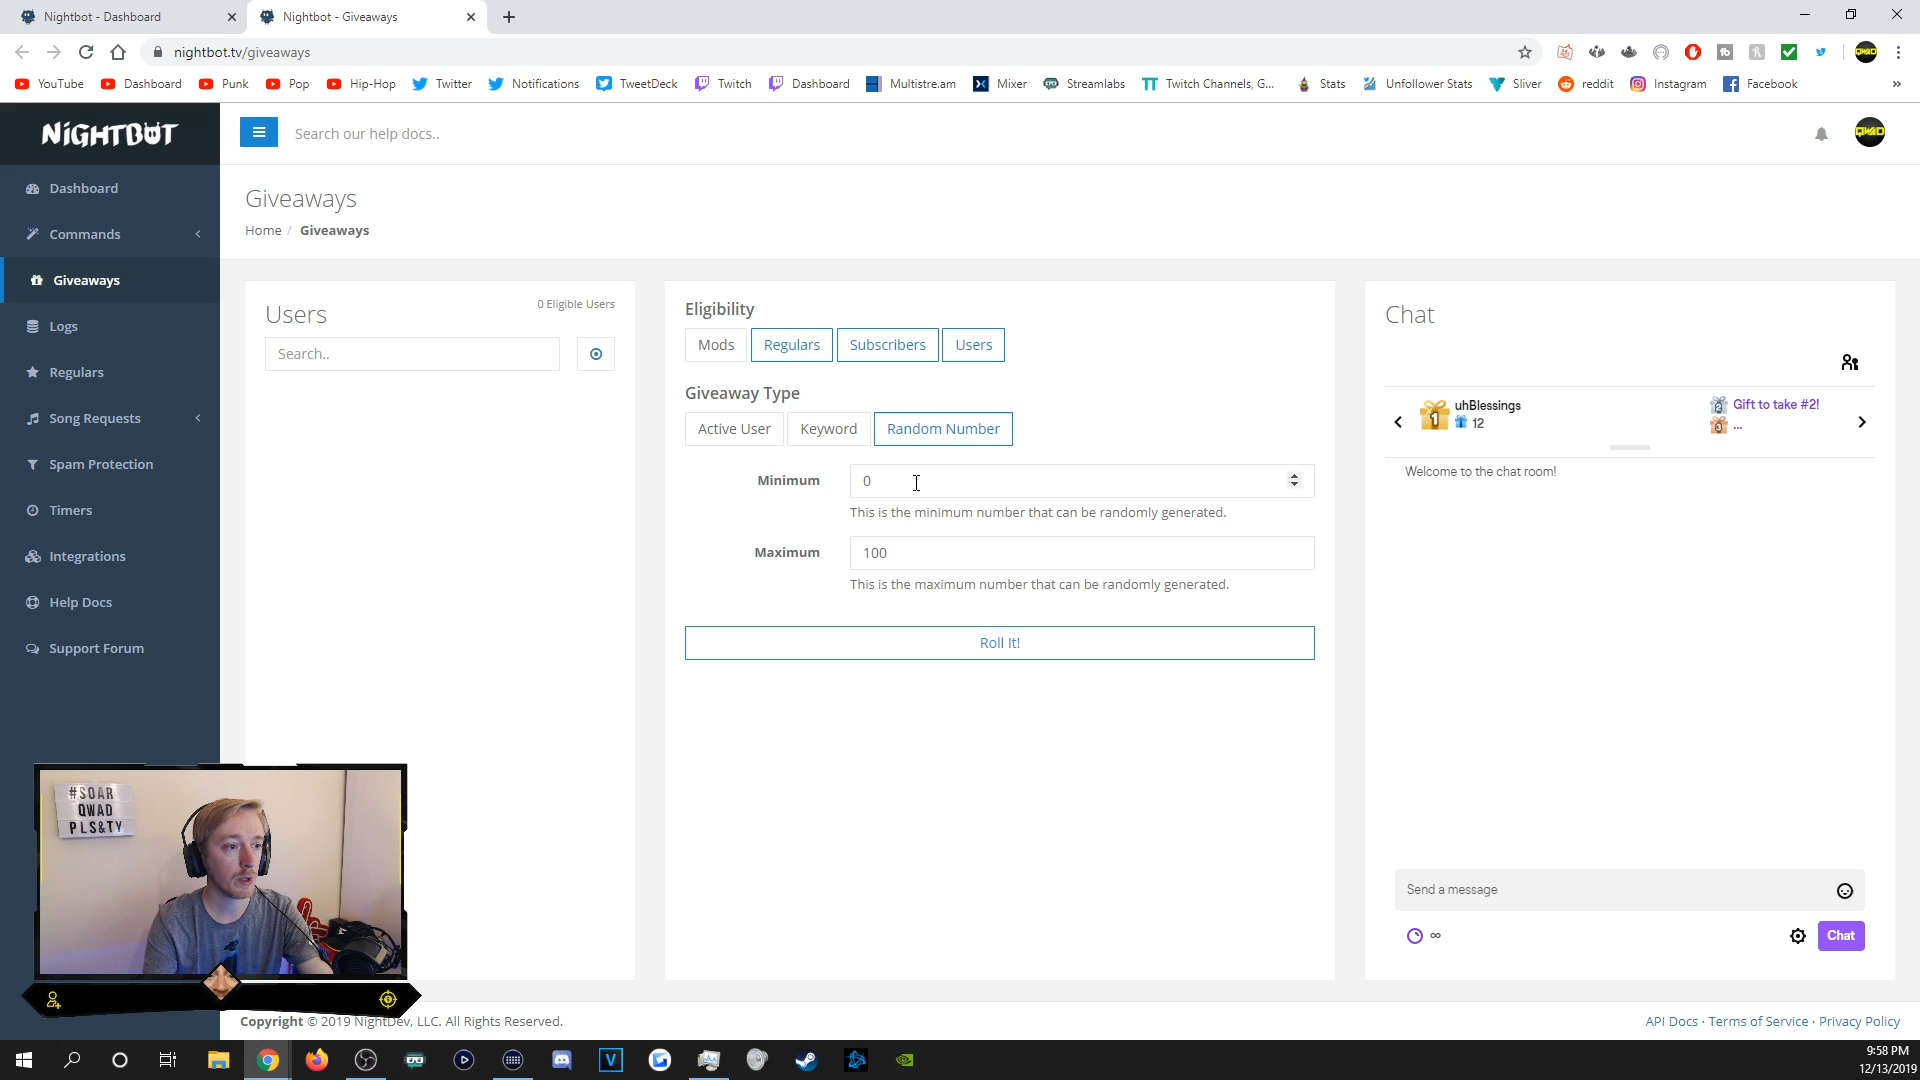 Nightbot - Dashboard
Nightbot - Giveaways
nightbot.tv/giveaways
YouTube
Dashboard
Punk
Pop
Hip-Hop
Twitter
Notifications
TweetDeck
Twitch
Dashboard
Multistre.am
Mixer
Streamlabs
Twitch Channels, G...
Stats
Unfollower Stats
Sliver
reddit
Instagram
Facebook
»
NIGHTBOT
Search our help docs..
QWAD
Dashboard
Commands
Giveaways
Logs
Regulars
Song Requests
Spam Protection
Timers
Integrations
Help Docs
Support Forum
Giveaways
Home / Giveaways
Users
0 Eligible Users
Search..
Eligibility
Mods
Regulars
Subscribers
Users
Giveaway Type
Active User
Keyword
Random Number
Minimum
0
This is the minimum number that can be randomly generated.
Maximum
100
This is the maximum number that can be randomly generated.
Roll It!
Chat
1
uhBlessings
12
2
Gift to take #2!
3
...
Welcome to the chat room!
Send a message
∞
Chat
#SOAR
QWAD
PLS&TY
Copyright © 2019 NightDev, LLC. All Rights Reserved.
API Docs · Terms of Service · Privacy Policy
9:58 PM
12/13/2019